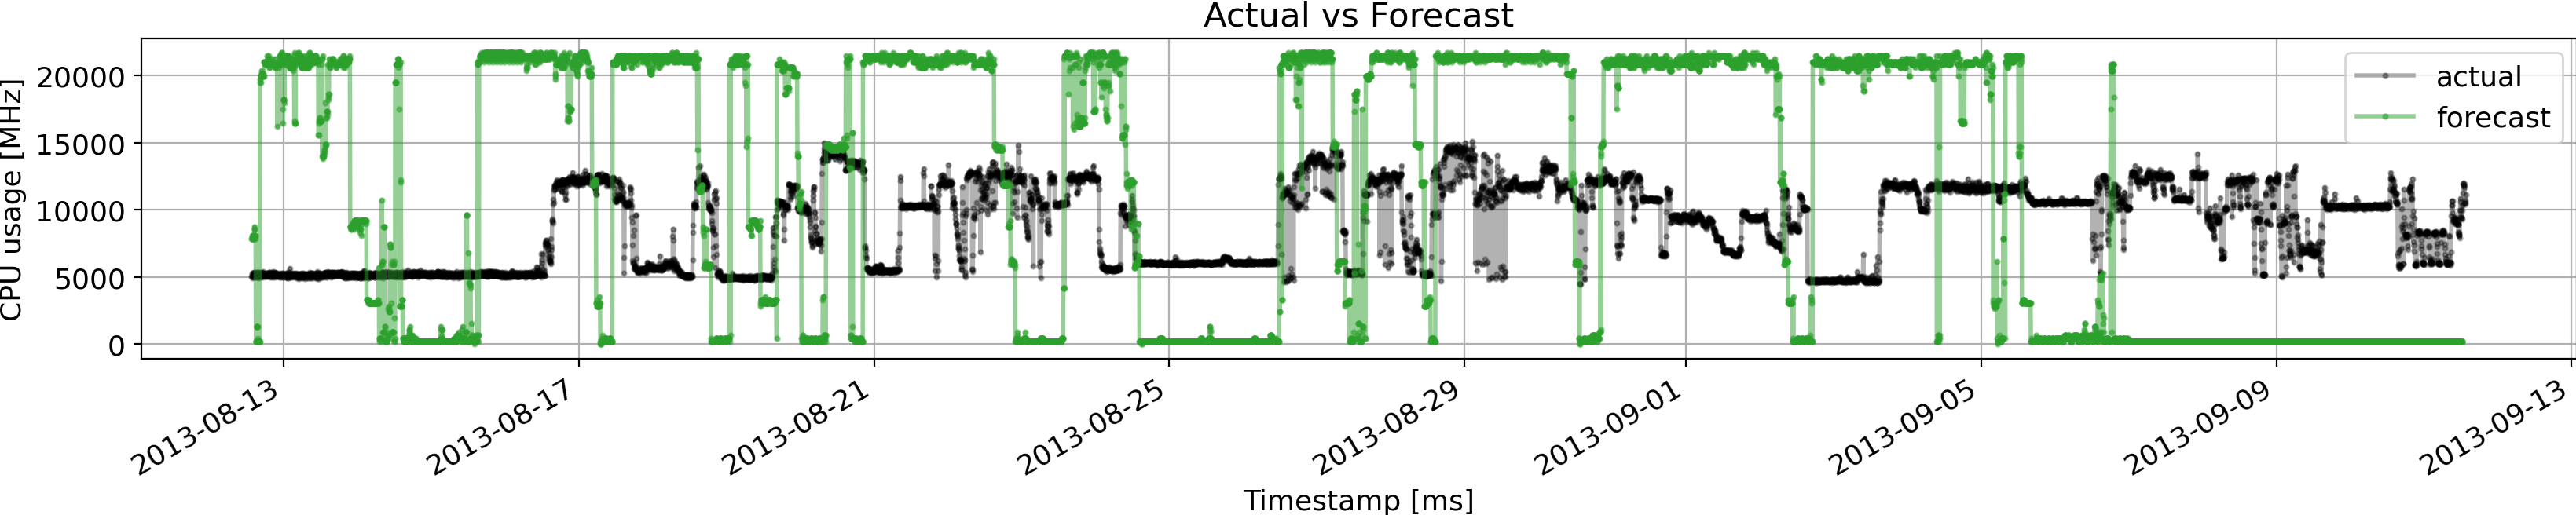 Actual vs Forecast
CPU usage [MHz]
20000
15000
10000
5000
0
actual
forecast
2013-08-13
2013-08-17
2013-08-21
2013-08-25
2013-08-29
2013-09-01
2013-09-05
2013-09-09
2013-09-13
Timestamp [ms]